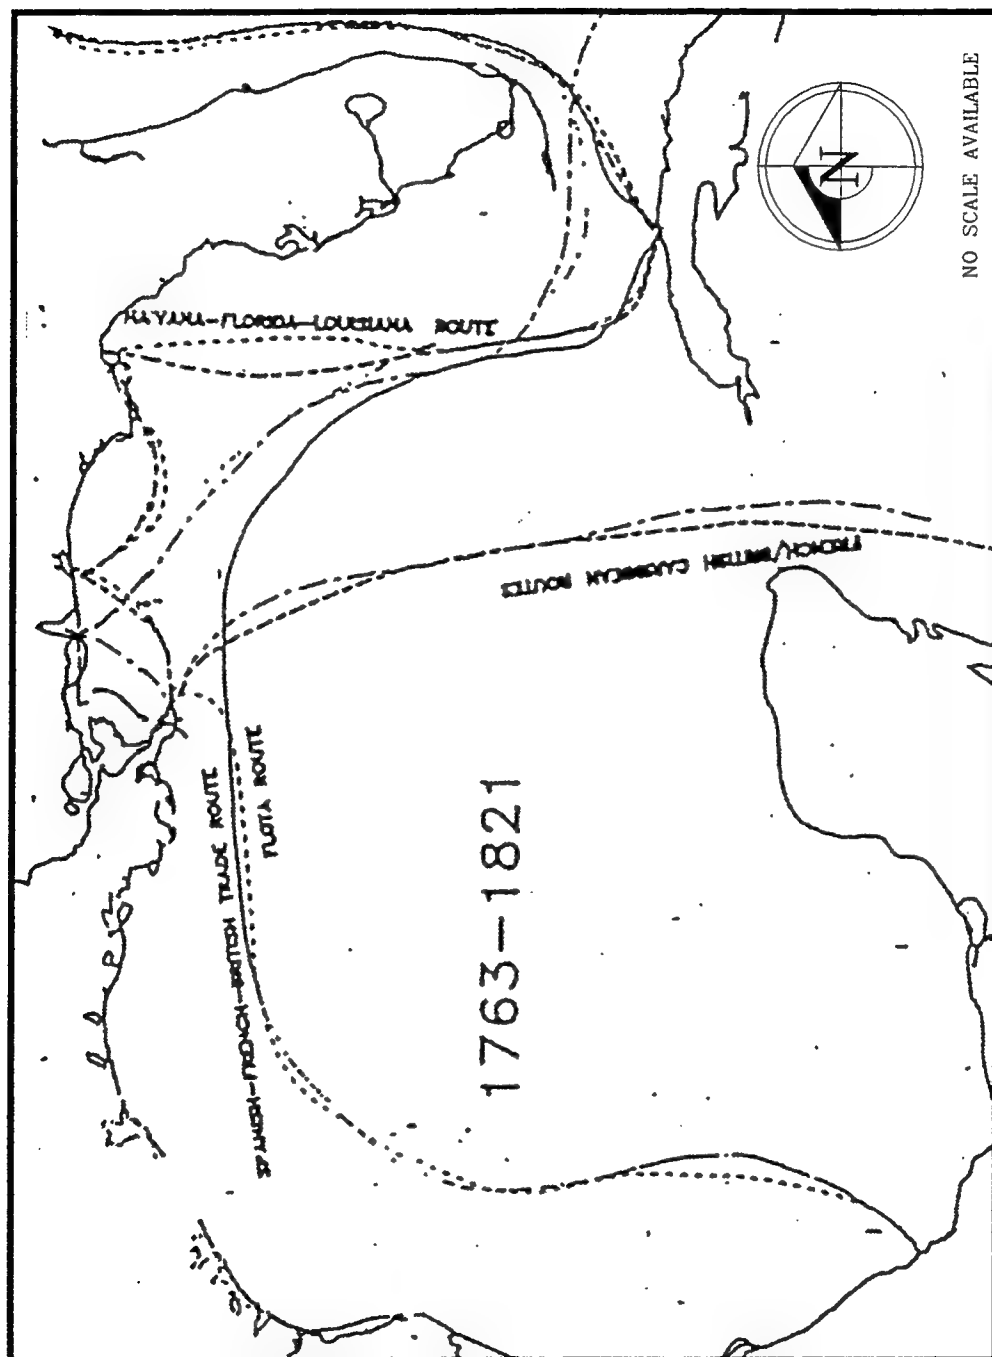 HAVANA-FLORIDA-LOUISIANA ROUTE
FRENCH/BRITISH CARIBBEAN ROUTES
SPANISH-FRENCH-BRITISH TRADE ROUTE
FLOTA ROUTE
1763-1821
N
NO SCALE AVAILABLE